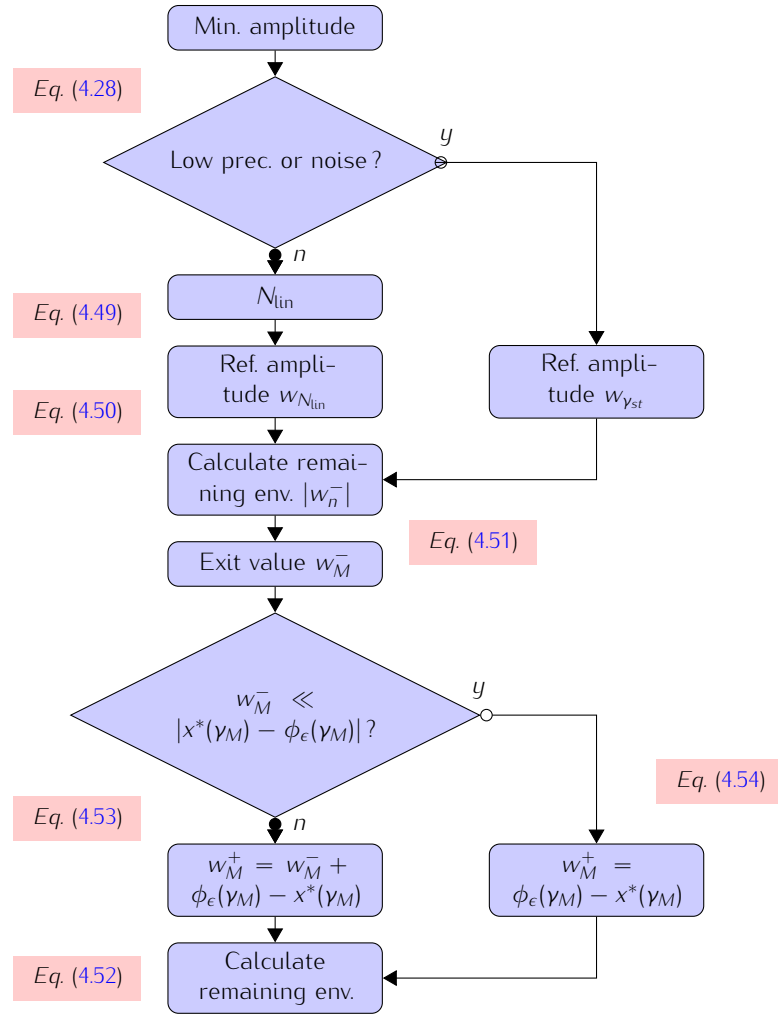 Min. amplitude
Eq. (4.28)
y
Low prec. or noise ?
n
N_lin
Eq. (4.49)
Ref. ampli-
tude w_{N_lin}
Ref. ampli-
tude w_{γ_st}
Eq. (4.50)
Calculate remai-
ning env. |w_n^−|
Eq. (4.51)
Exit value w_M^−
y
w_M^− ≪
|x*(γ_M) − ϕ_ϵ(γ_M)| ?
Eq. (4.54)
Eq. (4.53)
n
w_M^+ = w_M^− +
ϕ_ϵ(γ_M) − x*(γ_M)
w_M^+ =
ϕ_ϵ(γ_M) − x*(γ_M)
Eq. (4.52)
Calculate
remaining env.